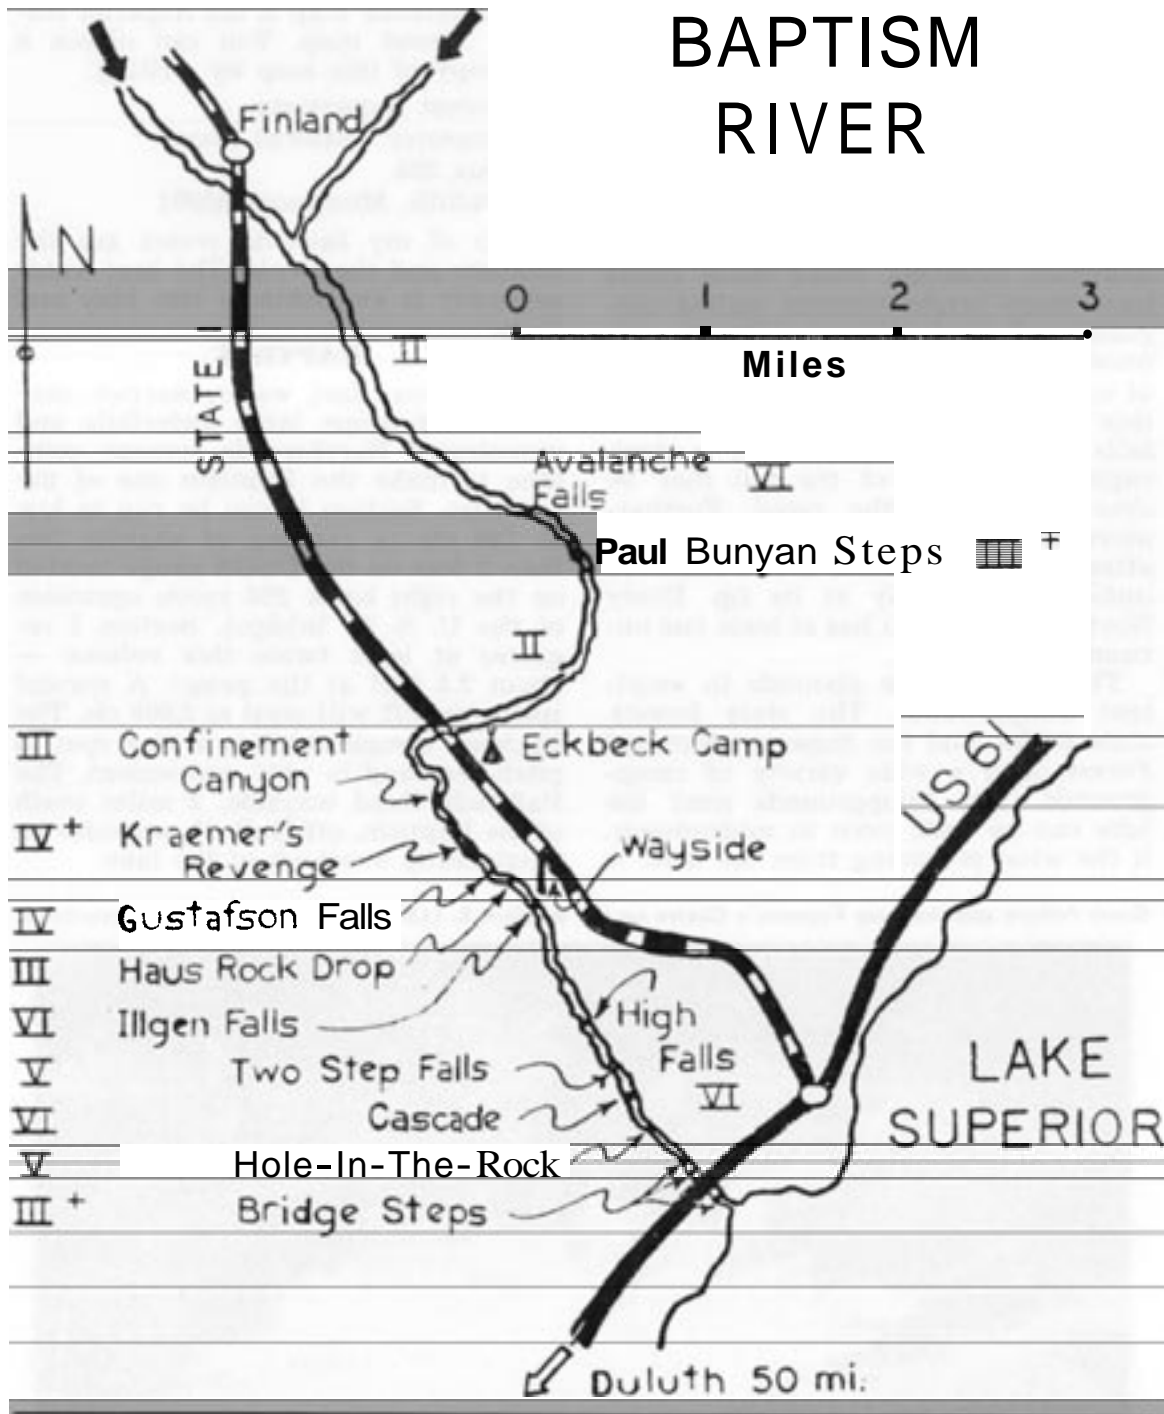 BAPTISM
RIVER
Finland
N
0 1 2 3
Miles
STATE 1
II
Avalanche
Falls
VI
Paul Bunyan Steps III +
II
III Confinement
Canyon
Eckbeck Camp
US 61
IV + Kraemer's
Revenge
Wayside
IV Gustafson Falls
III Haus Rock Drop
VI Illgen Falls
High
Falls
VI
V Two Step Falls
VI Cascade
LAKE
SUPERIOR
V Hole-In-The-Rock
III + Bridge Steps
Duluth 50 mi.